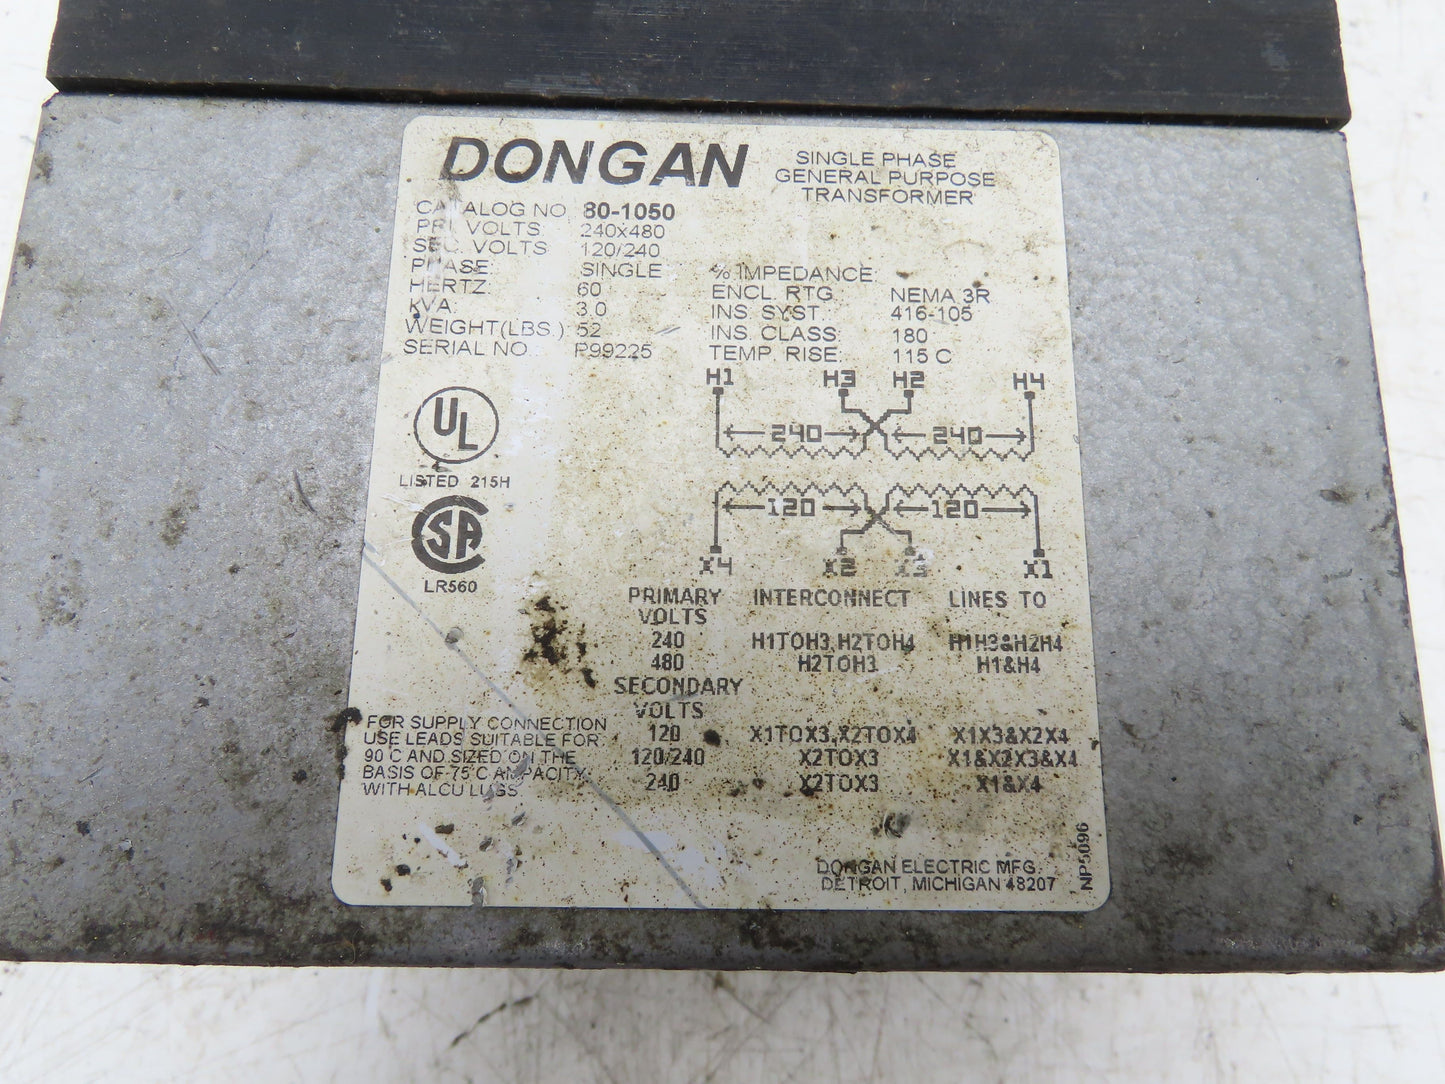 DONGAN
SINGLE PHASE
GENERAL PURPOSE
TRANSFORMER
CATALOG NO. 80-1050
PRI. VOLTS 240x480
SEC. VOLTS 120/240
PHASE: SINGLE
HERTZ: 60
KVA: 3.0
WEIGHT(LBS.) 52
SERIAL NO.: P99225
% IMPEDANCE:
ENCL. RTG. NEMA 3R
INS. SYST.: 416-105
INS. CLASS: 180
TEMP. RISE: 115 C
UL
LISTED 215H
SA
LR560
H1 H3 H2 H4
240 240
120 120
X4 X2 X3 X1
PRIMARY VOLTS INTERCONNECT LINES TO
240 H1TOH3,H2TOH4 H1H3&H2H4
480 H2TOH3 H1&H4
SECONDARY
VOLTS
120 X1TOX3,X2TOX4 X1X3&X2X4
120/240 X2TOX3 X1&X2X3&X4
240 X2TOX3 X1&X4
FOR SUPPLY CONNECTION
USE LEADS SUITABLE FOR
90 C AND SIZED ON THE
BASIS OF 75 C AMPACITY
WITH ALCU LUGS
DONGAN ELECTRIC MFG.
DETROIT, MICHIGAN 48207
NP5096